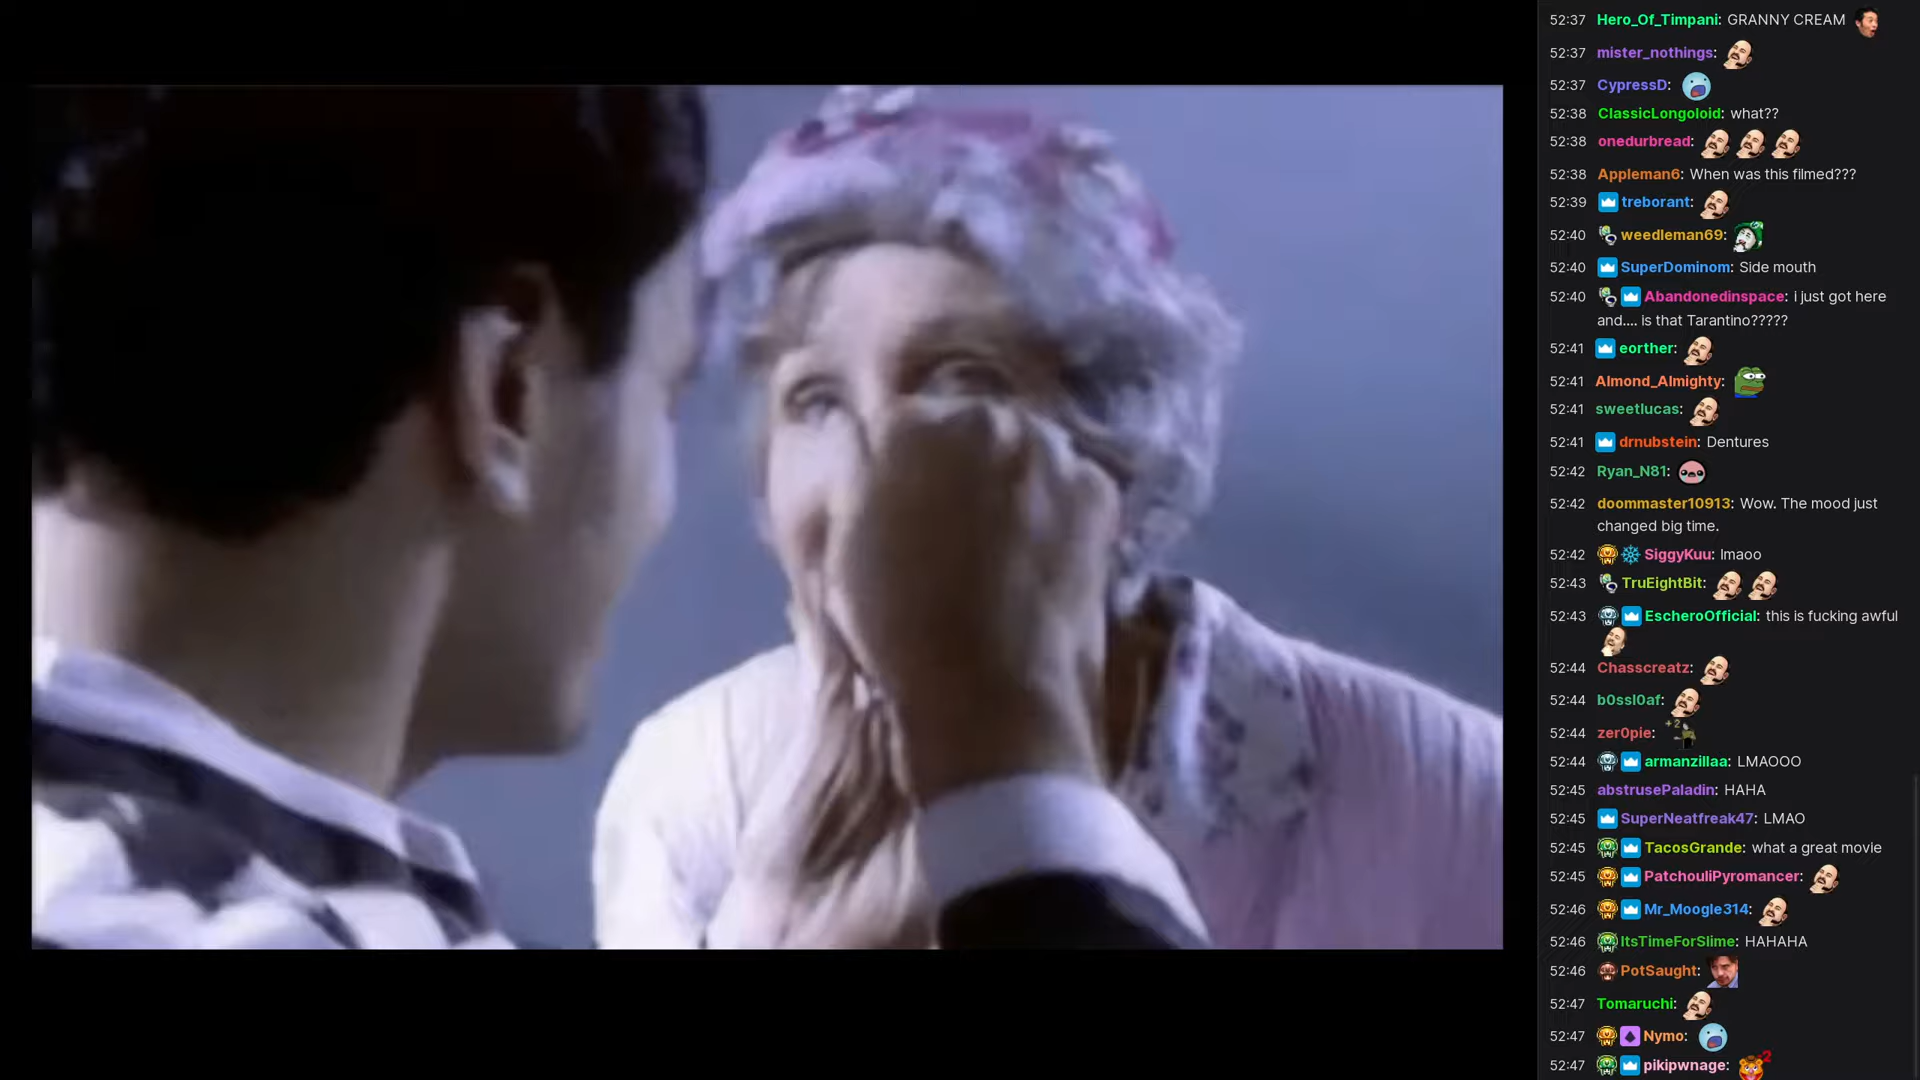 52:37 Hero_Of_Timpani: GRANNY CREAM
52:37 mister_nothings:
52:37 CypressD:
52:38 ClassicLongoloid: what??
52:38 onedurbread:
52:38 Appleman6: When was this filmed???
52:39 treborant:
52:40 weedleman69:
52:40 SuperDominom: Side mouth
52:40 Abandonedinspace: i just got here
and.... is that Tarantino?????
52:41 eorther:
52:41 Almond_Almighty:
52:41 sweetlucas:
52:41 drnubstein: Dentures
52:42 Ryan_N81:
52:42 doommaster10913: Wow. The mood just
changed big time.
52:42 SiggyKuu: lmaoo
52:43 TruEightBit:
52:43 EscheroOfficial: this is fucking awful
52:44 Chasscreatz:
52:44 b0ssl0af:
52:44 zer0pie: +2
52:44 armanzillaa: LMAOOO
52:45 abstrusePaladin: HAHA
52:45 SuperNeatfreak47: LMAO
52:45 TacosGrande: what a great movie
52:45 PatchouliPyromancer:
52:46 Mr_Moogle314:
52:46 ItsTimeForSlime: HAHAHA
52:46 PotSaught:
52:47 Tomaruchi:
52:47 Nymo:
52:47 pikipwnage: 2